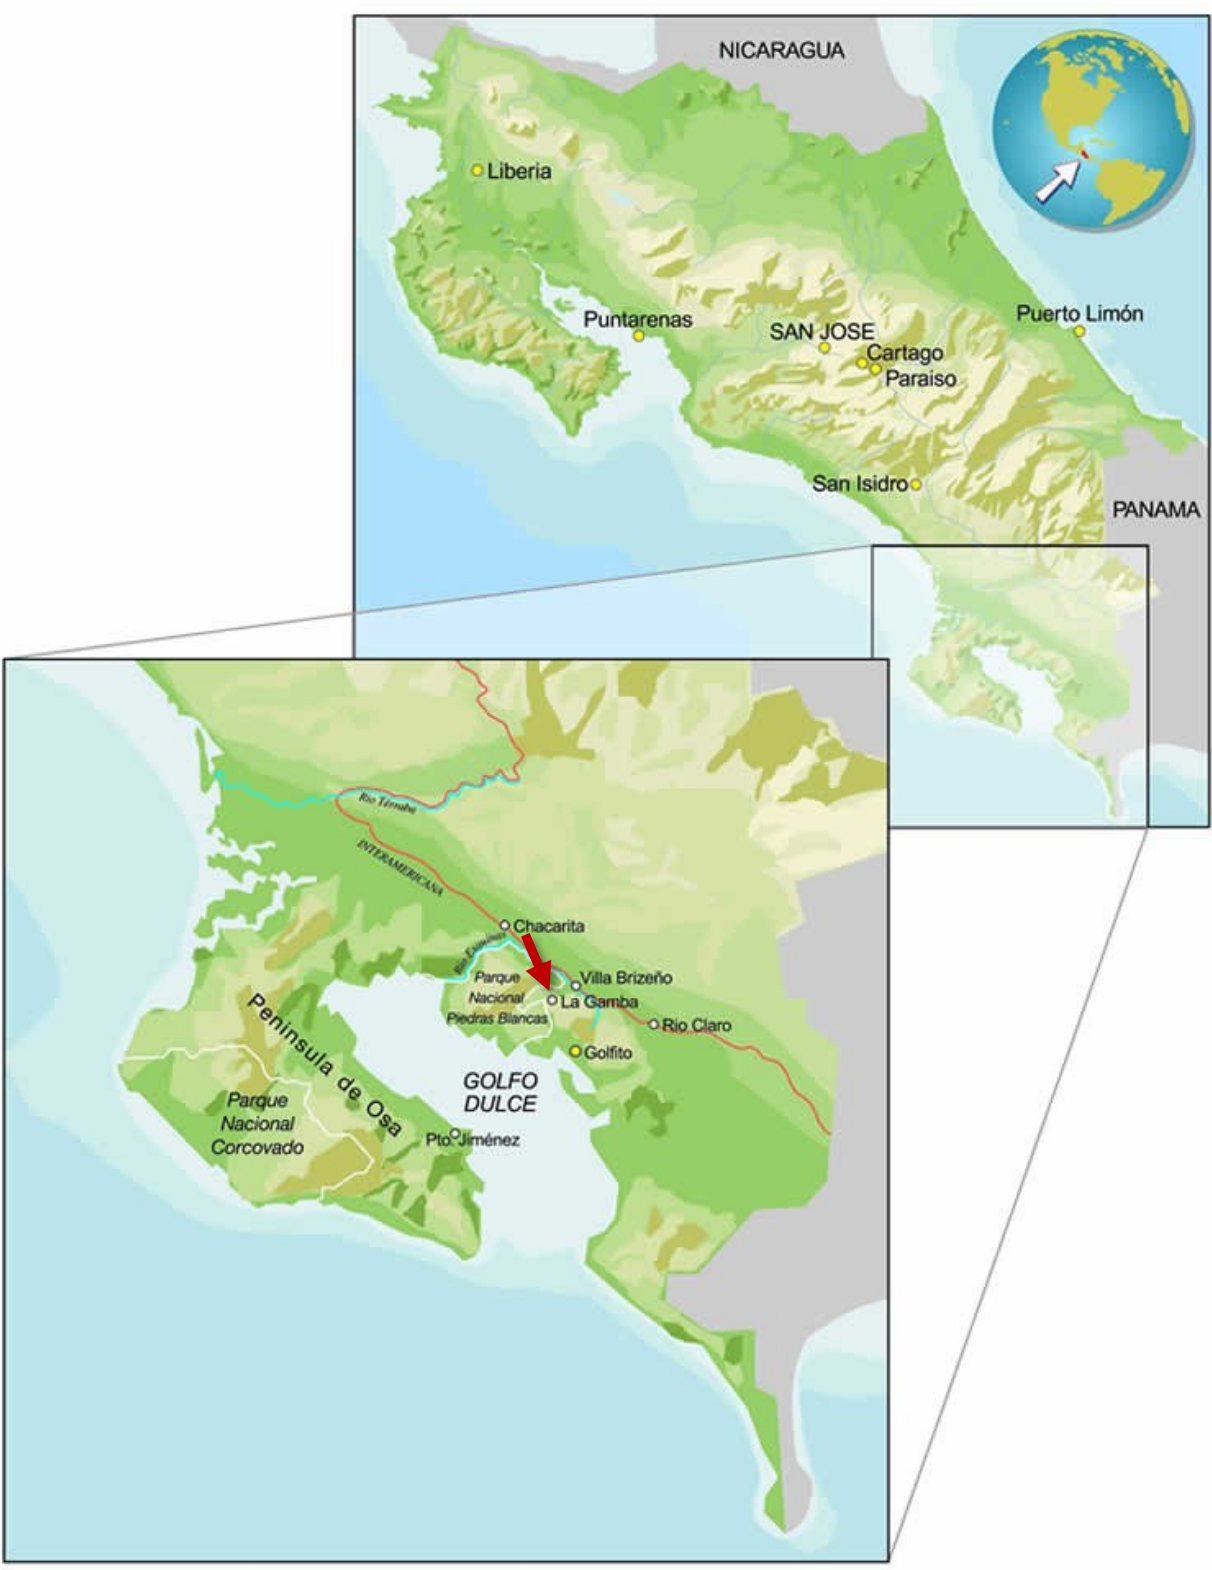 NICARAGUA
Liberia
Puntarenas
SAN JOSE
Puerto Limón
Cartago
Paraiso
San Isidro
PANAMA
Rio Térraba
INTERAMERICANA
Chacarita
Rio Esquinas
Parque
Nacional
Piedras Blancas
Villa Brizeño
La Gamba
Rio Claro
Golfito
Peninsula de Osa
GOLFO
DULCE
Parque
Nacional
Corcovado
Pto. Jiménez